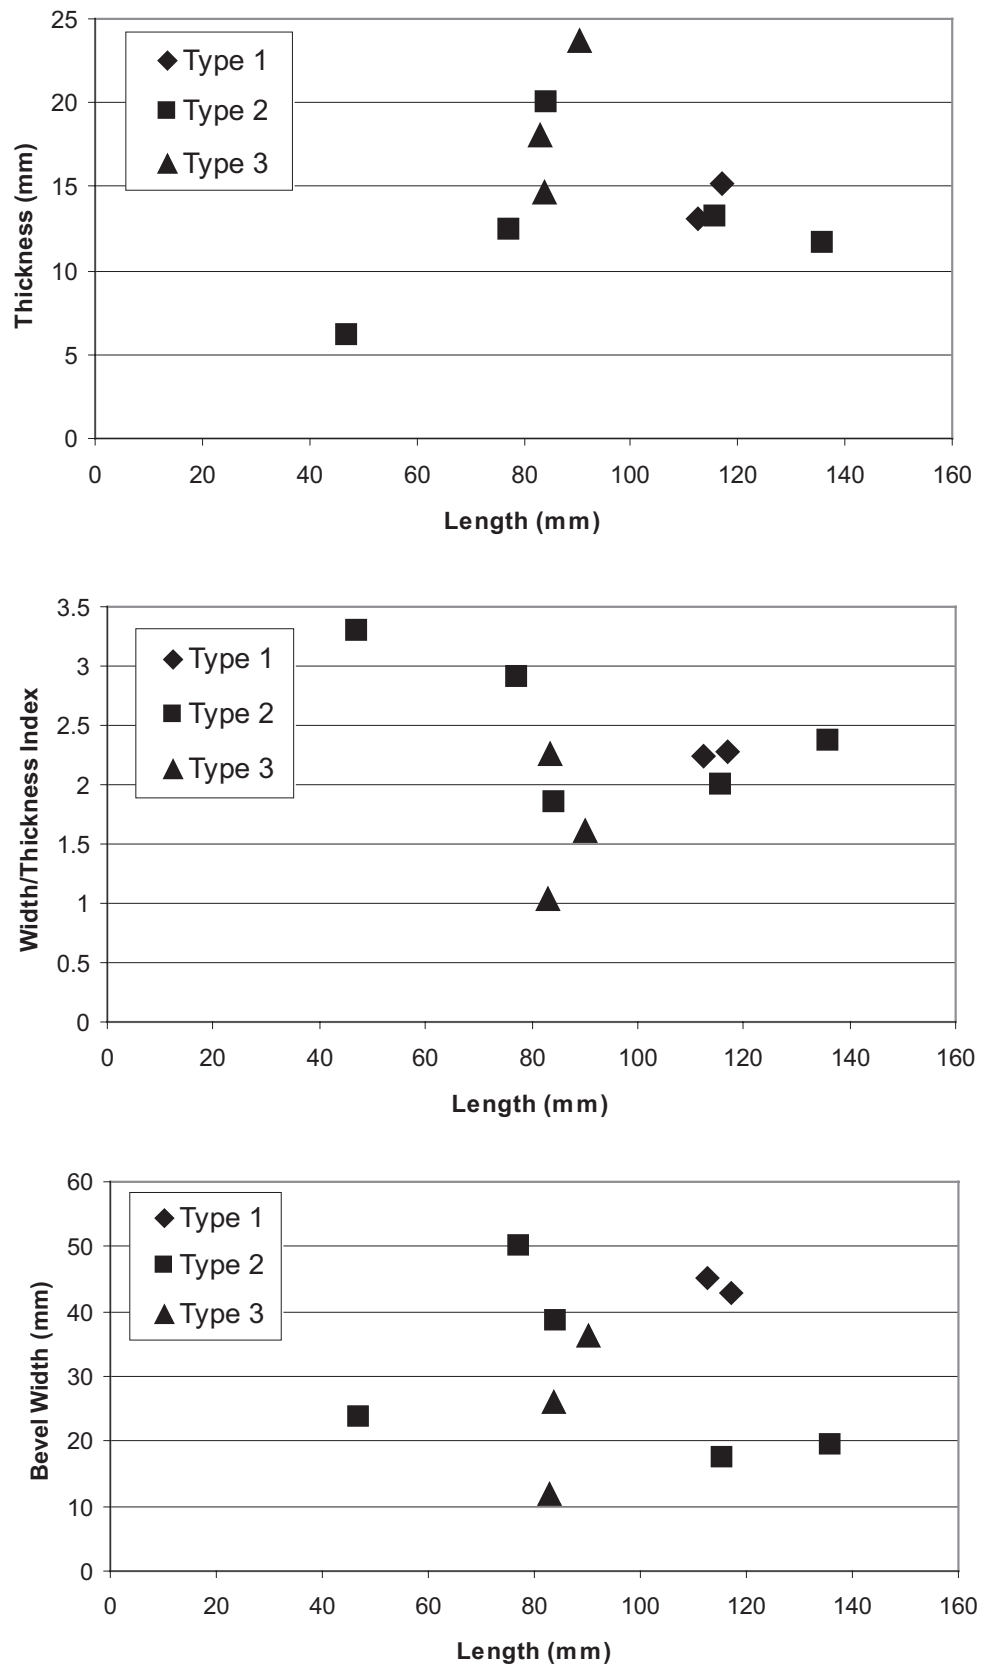 25
20
15
10
5
0
Thickness (mm)
Type 1
Type 2
Type 3
0 20 40 60 80 100 120 140 160
Length (mm)
3.5
3
2.5
2
1.5
1
0.5
0
Width/Thickness Index
Type 1
Type 2
Type 3
0 20 40 60 80 100 120 140 160
Length (mm)
60
50
40
30
20
10
0
Bevel Width (mm)
Type 1
Type 2
Type 3
0 20 40 60 80 100 120 140 160
Length (mm)